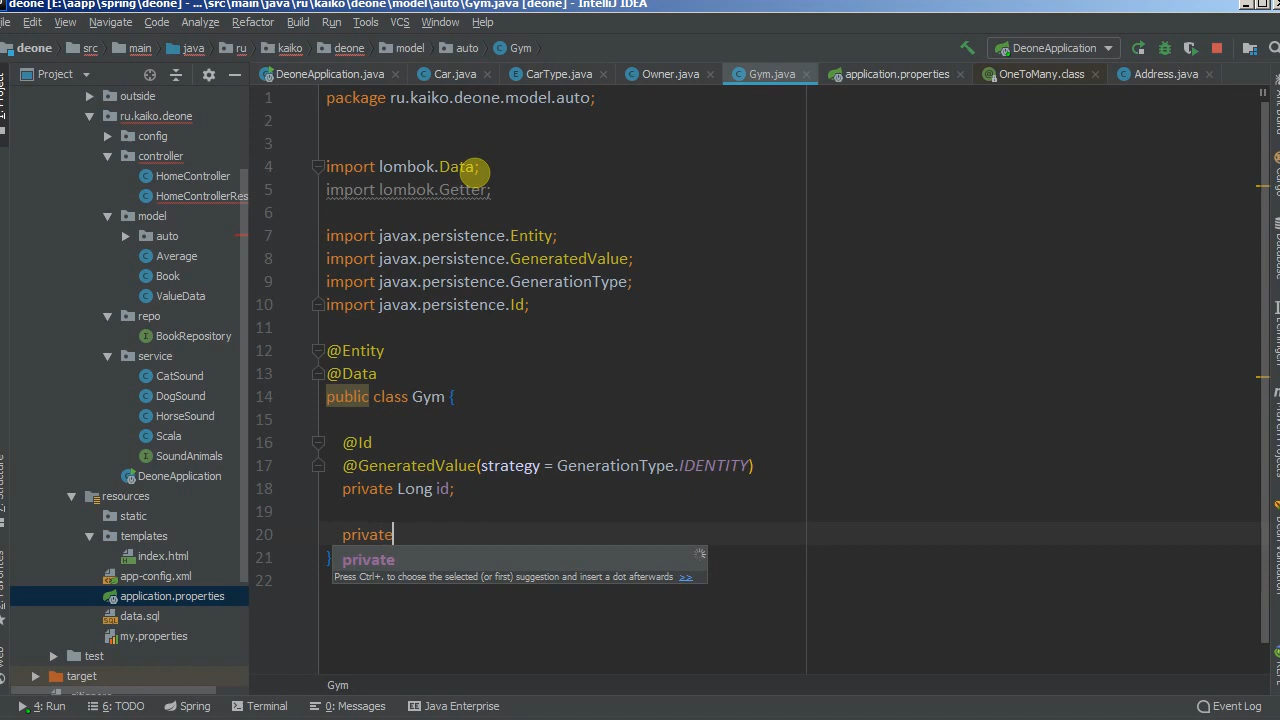 deone [E:\aapp\spring\deone] - ...\src\main\java\ru\kaiko\deone\model\auto\Gym.java [deone] - IntelliJ IDEA
Edit View Navigate Code Analyze Refactor Build Run Tools VCS Window Help
deone src main java ru kaiko deone model auto Gym DeoneApplication
Project
DeoneApplication.java Car.java CarType.java Owner.java Gym.java application.properties OneToMany.class Address.java
outside
ru.kaiko.deone
config
controller
HomeController
HomeControllerRes
model
auto
Average
Book
ValueData
repo
BookRepository
service
CatSound
DogSound
HorseSound
Scala
SoundAnimals
DeoneApplication
resources
static
templates
index.html
app-config.xml
application.properties
data.sql
my.properties
test
target
1 package ru.kaiko.deone.model.auto;
2
3
4 import lombok.Data;
5 import lombok.Getter;
6
7 import javax.persistence.Entity;
8 import javax.persistence.GeneratedValue;
9 import javax.persistence.GenerationType;
10 import javax.persistence.Id;
11
12 @Entity
13 @Data
14 public class Gym {
15
16 @Id
17 @GeneratedValue(strategy = GenerationType.IDENTITY)
18 private Long id;
19
20 private
21 }
22
private
Press Ctrl+. to choose the selected (or first) suggestion and insert a dot afterwards >>
Gym
4: Run 6: TODO Spring Terminal 0: Messages Java Enterprise Event Log